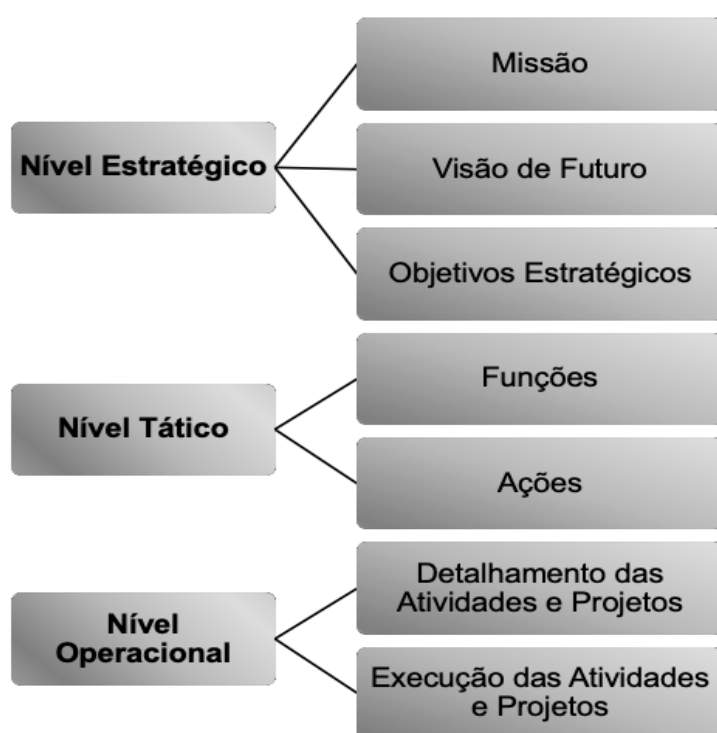 Nível Estratégico
Missão
Visão de Futuro
Objetivos Estratégicos
Nível Tático
Funções
Ações
Nível
Operacional
Detalhamento das
Atividades e Projetos
Execução das Atividades
e Projetos